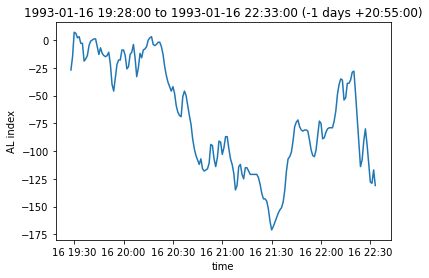 1993-01-16 19:28:00 to 1993-01-16 22:33:00 (-1 days +20:55:00)
0
−25
−50
−75
−100
−125
−150
−175
AL index
16 19:30 16 20:00 16 20:30 16 21:00 16 21:30 16 22:00 16 22:30
time